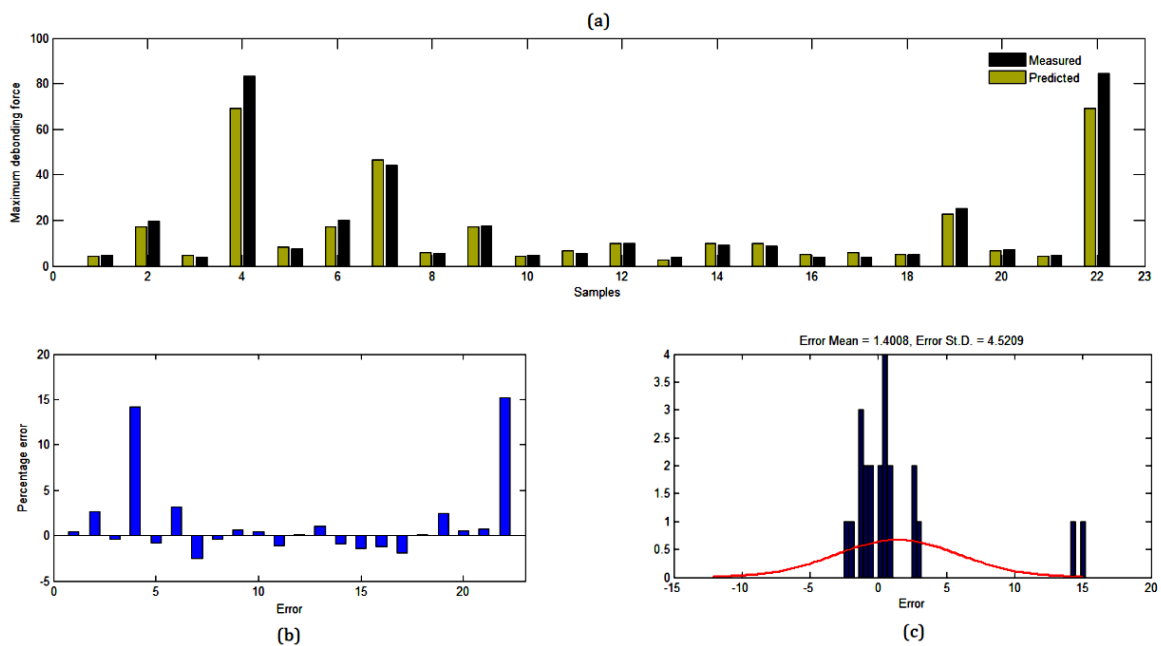 (a)
100
80
60
40
20
0
Maximum debonding force
Measured
Predicted
0 2 4 6 8 10 12 14 16 18 20 22 23
Samples
20
15
10
5
0
-5
Percentage error
0 5 10 15 20
Error
(b)
Error Mean = 1.4008, Error St.D. = 4.5209
4
3.5
3
2.5
2
1.5
1
0.5
0
-15 -10 -5 0 5 10 15 20
Error
(c)